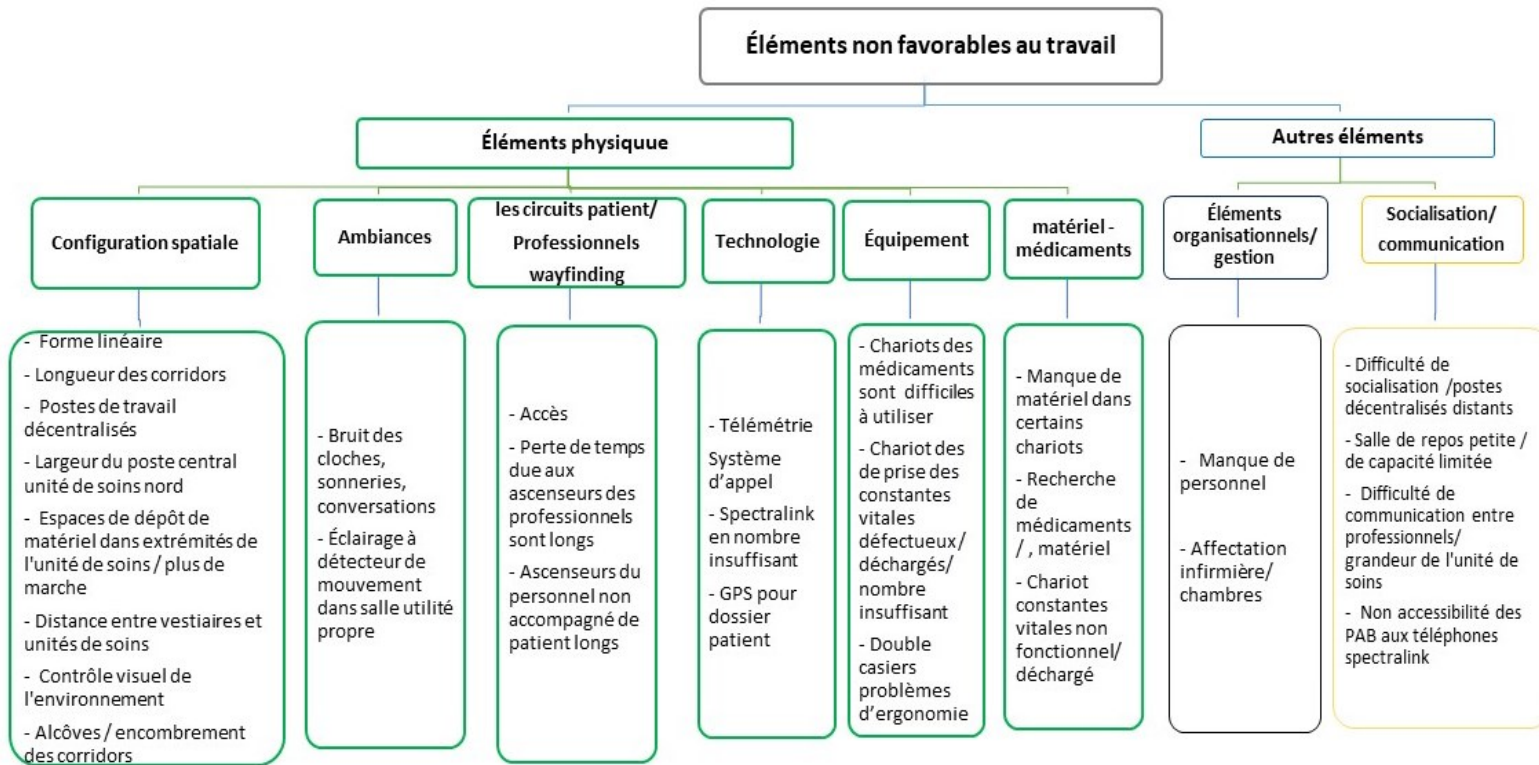 Éléments non favorables au travail
Éléments physiquue
Autres éléments
Configuration spatiale
Ambiances
les circuits patient/
Professionnels
wayfinding
Technologie
Équipement
matériel -
médicaments
Éléments
organisationnels/
gestion
Socialisation/
communication
- Forme linéaire
- Longueur des corridors
- Postes de travail
décentralisés
- Largeur du poste central
unité de soins nord
- Espaces de dépôt de
matériel dans extrémités de
l'unité de soins / plus de
marche
- Distance entre vestiaires et
unités de soins
- Contrôle visuel de
l'environnement
- Alcôves / encombrement
des corridors
- Bruit des
cloches,
sonneries,
conversations
- Éclairage à
détecteur de
mouvement
dans salle utilité
propre
- Accès
- Perte de temps
due aux
ascenseurs des
professionnels
sont longs
- Ascenseurs du
personnel non
accompagné de
patient longs
- Télémétrie
Système
d'appel
- Spectralink
en nombre
insuffisant
- GPS pour
dossier
patient
- Chariots des
médicaments
sont difficiles
à utiliser
- Chariot des
de prise des
constantes
vitales
défectueux/
déchargés/
nombre
insuffisant
- Double
casiers
problèmes
d'ergonomie
- Manque de
matériel dans
certains
chariots
- Recherche de
médicaments
/ , matériel
- Chariot
constantes
vitales non
fonctionnel/
déchargé
- Manque de
personnel
- Affectation
infirmière/
chambres
- Difficulté de
socialisation /postes
décentralisés distants
- Salle de repos petite /
de capacité limitée
- Difficulté de
communication entre
professionnels/
grandeur de l'unité de
soins
- Non accessibilité des
PAB aux téléphones
spectralink